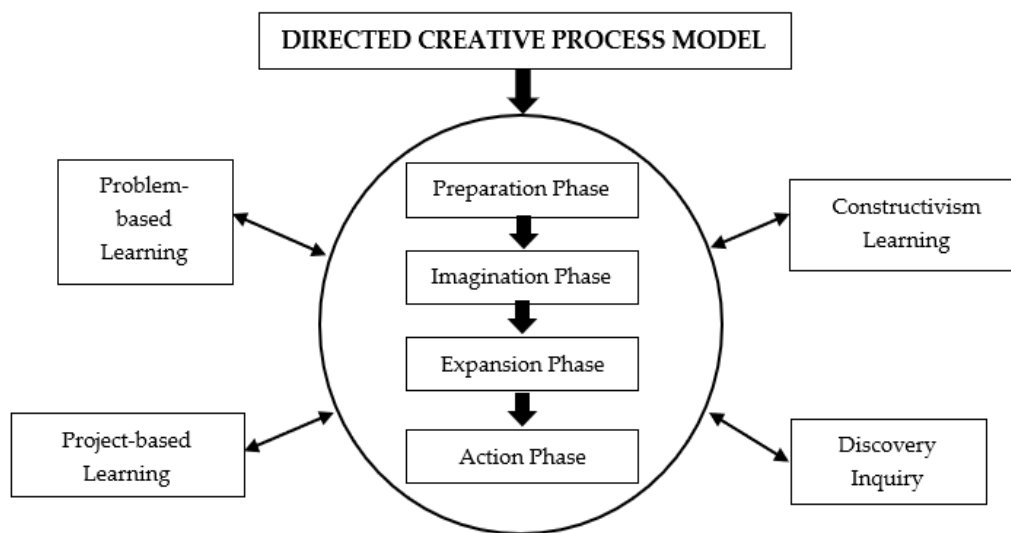 DIRECTED CREATIVE PROCESS MODEL
Problem-
based
Learning
Preparation Phase
Constructivism
Learning
Imagination Phase
Expansion Phase
Project-based
Learning
Action Phase
Discovery
Inquiry